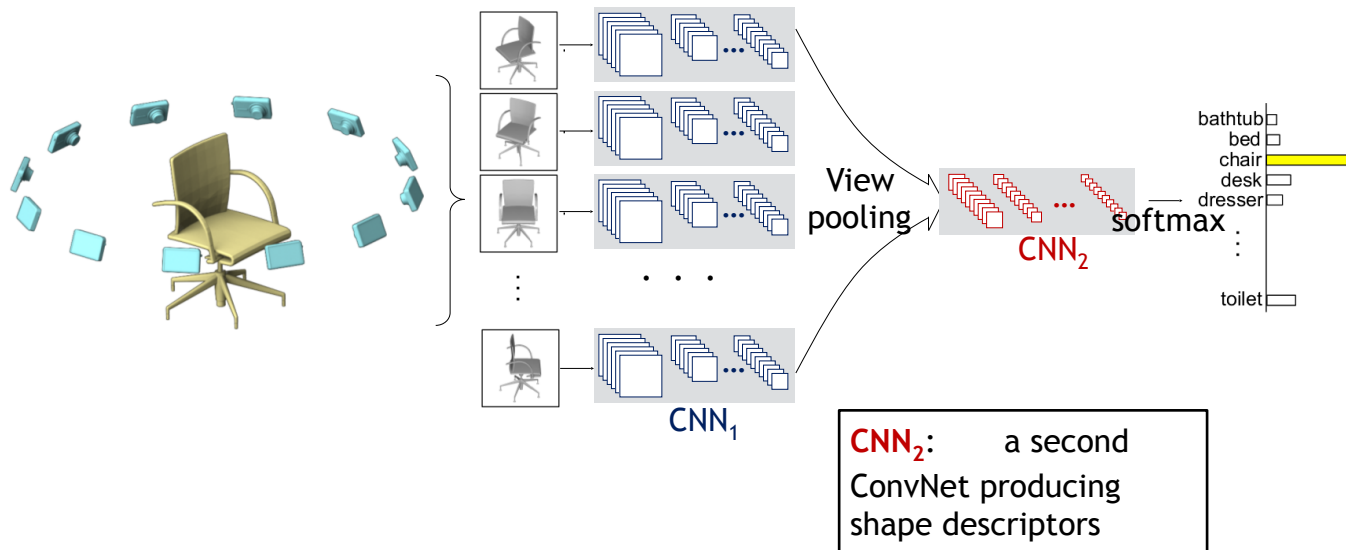 View
pooling
CNN₁
CNN₂
softmax
bathtub
bed
chair
desk
dresser
toilet
CNN₂: a second
ConvNet producing
shape descriptors